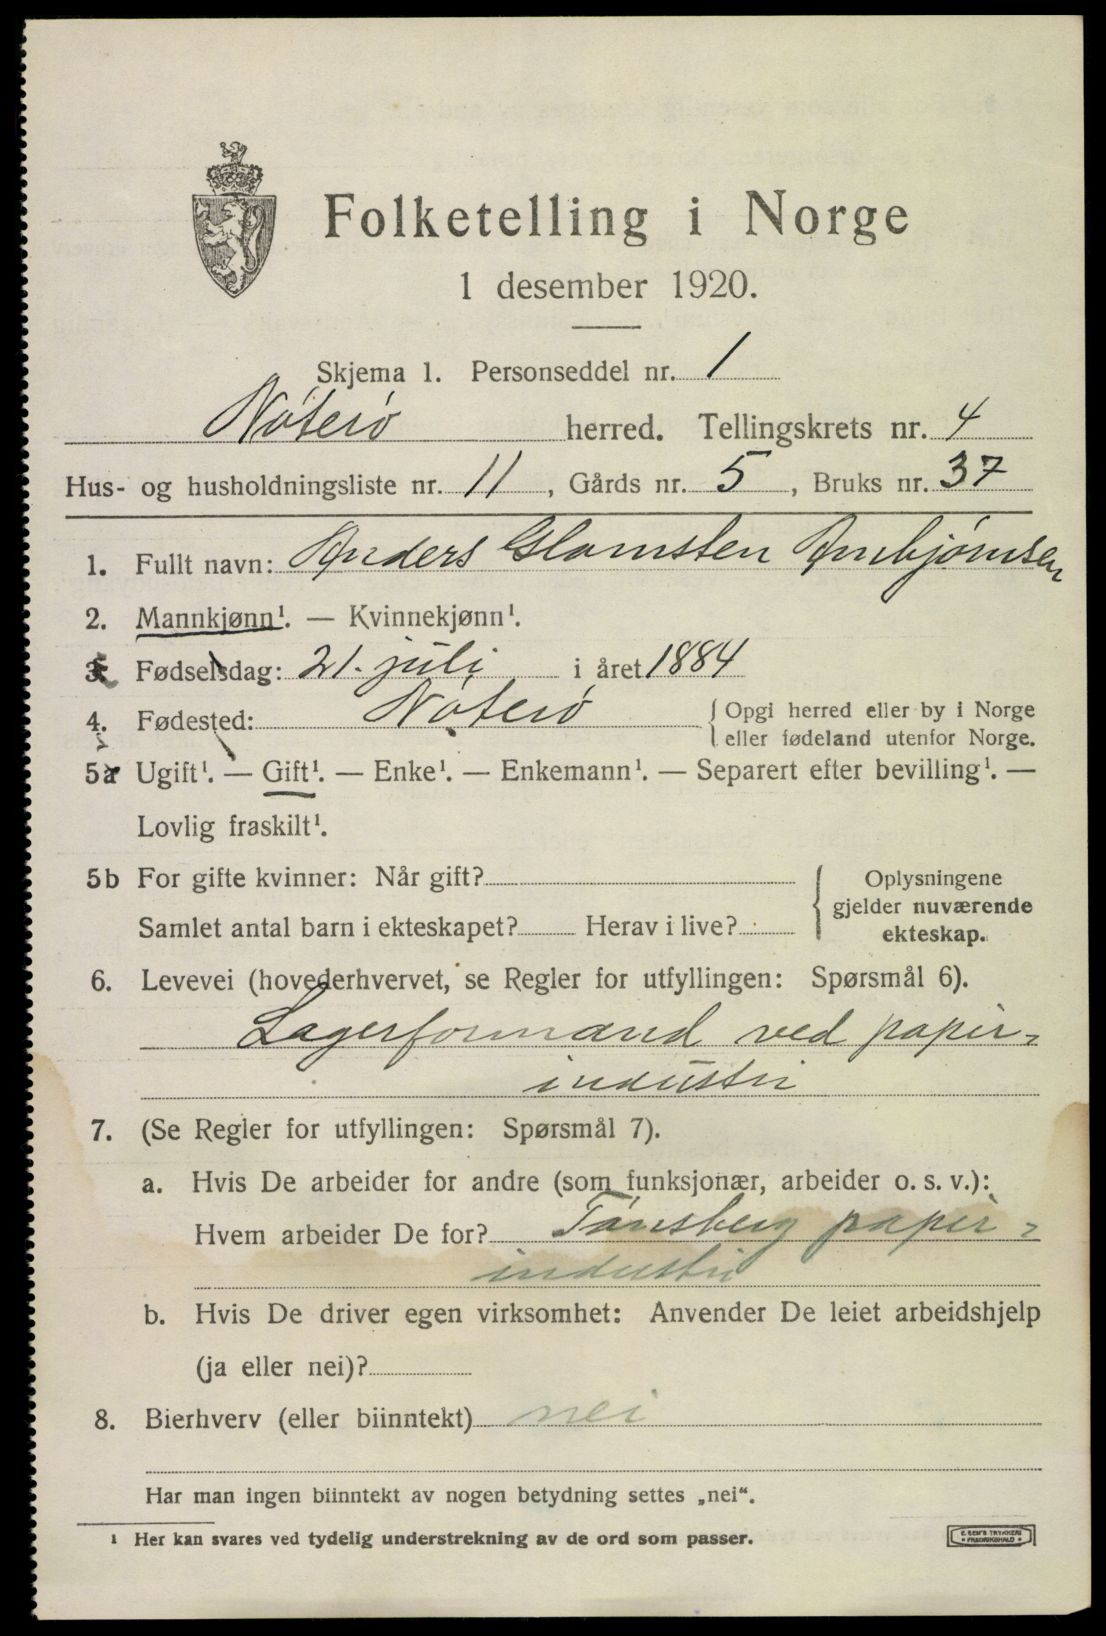 Folketelling i Norge
1 desember 1920.
Skjema 1. Personseddel nr. 1
Nøterø herred. Tellingskrets nr. 4
Hus- og husholdningsliste nr. 11, Gårds nr. 5, Bruks nr. 37
1. Fullt navn: Anders Glomsten Arnbjørnsen
2. Mannkjønn¹. — Kvinnekjønn¹.
3. Fødselsdag: 21. juli i året 1884
4. Fødested: Nøterø { Opgi herred eller by i Norge
eller fødeland utenfor Norge.
5a Ugift¹. — Gift¹. — Enke¹. — Enkemann¹. — Separert efter bevilling¹. —
Lovlig fraskilt¹.
5b For gifte kvinner: Når gift? { Oplysningene
gjelder nuværende
Samlet antal barn i ekteskapet? Herav i live?
ekteskap.
6. Levevei (hovederhvervet, se Regler for utfyllingen: Spørsmål 6).
Lagerformand ved papir-
industri
7. (Se Regler for utfyllingen: Spørsmål 7).
a. Hvis De arbeider for andre (som funksjonær, arbeider o. s. v.):
Hvem arbeider De for? Tønsberg papir-
industri
b. Hvis De driver egen virksomhet: Anvender De leiet arbeidshjelp
(ja eller nei)?
8. Bierhverv (eller biinntekt) nei
Har man ingen biinntekt av nogen betydning settes „nei“.
¹ Her kan svares ved tydelig understrekning av de ord som passer.
E. SEM'S TRYKKERI
FREDRIKSHALD